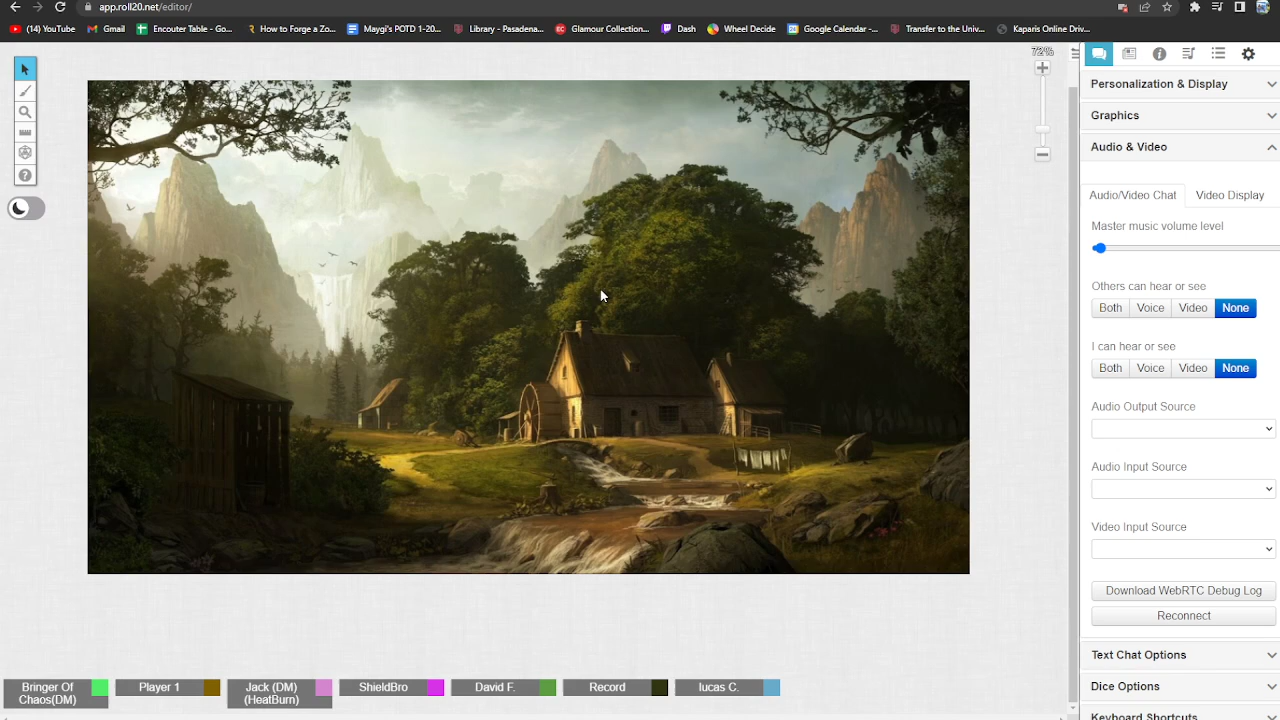 app.roll20.net/editor/
(14) YouTube
Gmail
Encouter Table - Go...
How to Forge a Zo...
Maygi's POTD 1-20...
Library - Pasadena...
Glamour Collection...
Dash
Wheel Decide
Google Calendar -...
Transfer to the Univ...
Kaparis Online Driv...
72%
Personalization & Display
Graphics
Audio & Video
Audio/Video Chat
Video Display
Master music volume level
Others can hear or see
Both Voice Video None
I can hear or see
Both Voice Video None
Audio Output Source
Audio Input Source
Video Input Source
Download WebRTC Debug Log
Reconnect
Text Chat Options
Dice Options
Keyboard Shortcuts
Bringer Of
Chaos(DM)
Player 1
Jack (DM)
(HeatBurn)
ShieldBro
David F.
Record
lucas C.